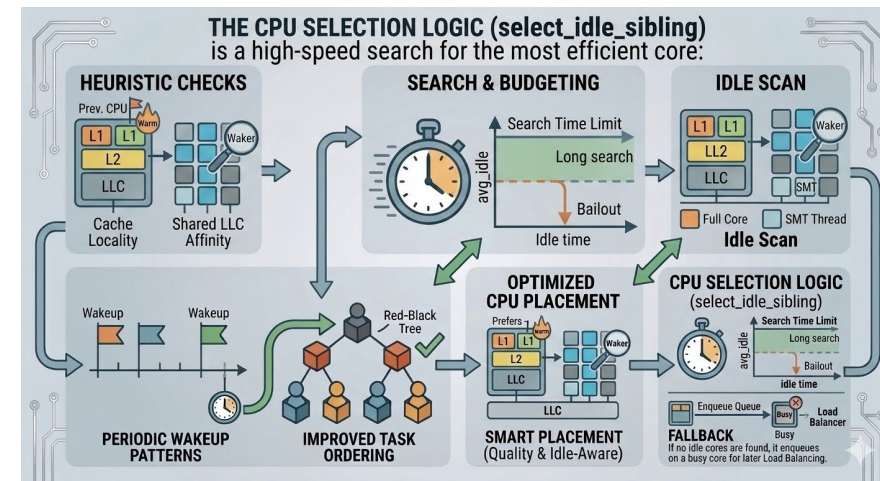 THE CPU SELECTION LOGIC (select_idle_sibling)
is a high-speed search for the most efficient core:
HEURISTIC CHECKS
Prev. CPU
Warm
L1
L1
L2
LLC
Waker
Cache
Locality
Shared LLC
Affinity
SEARCH & BUDGETING
avg_idle
Search Time Limit
Long search
Bailout
Idle time
IDLE SCAN
L1
L1
LL2
LLC
Waker
SMT
Full Core
SMT Thread
Idle Scan
Wakeup
Wakeup
PERIODIC WAKEUP
PATTERNS
Red-Black
Tree
IMPROVED TASK
ORDERING
OPTIMIZED
CPU PLACEMENT
Prefers
Warm
L1
L1
L2
LLC
Waker
LLC
SMART PLACEMENT
(Quality & Idle-Aware)
CPU SELECTION LOGIC
(select_idle_sibling)
avg_idle
Search Time Limit
Long search
Bailout
idle time
Enqueue Queue
Busy
Busy
Load
Balancer
FALLBACK
If no idle cores are found, it enqueues
on a busy core for later Load Balancing.